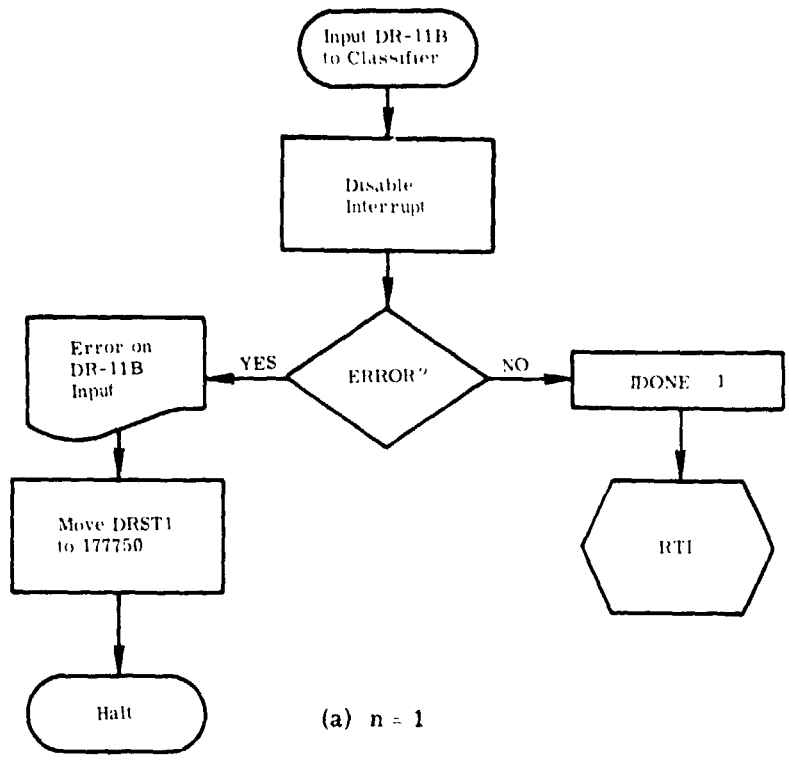 Input DR-11B
to Classifier
Disable
Interrupt
ERROR?
YES
NO
Error on
DR-11B
Input
IDONE 1
Move DRST1
to 177750
RTI
Halt
(a) n = 1